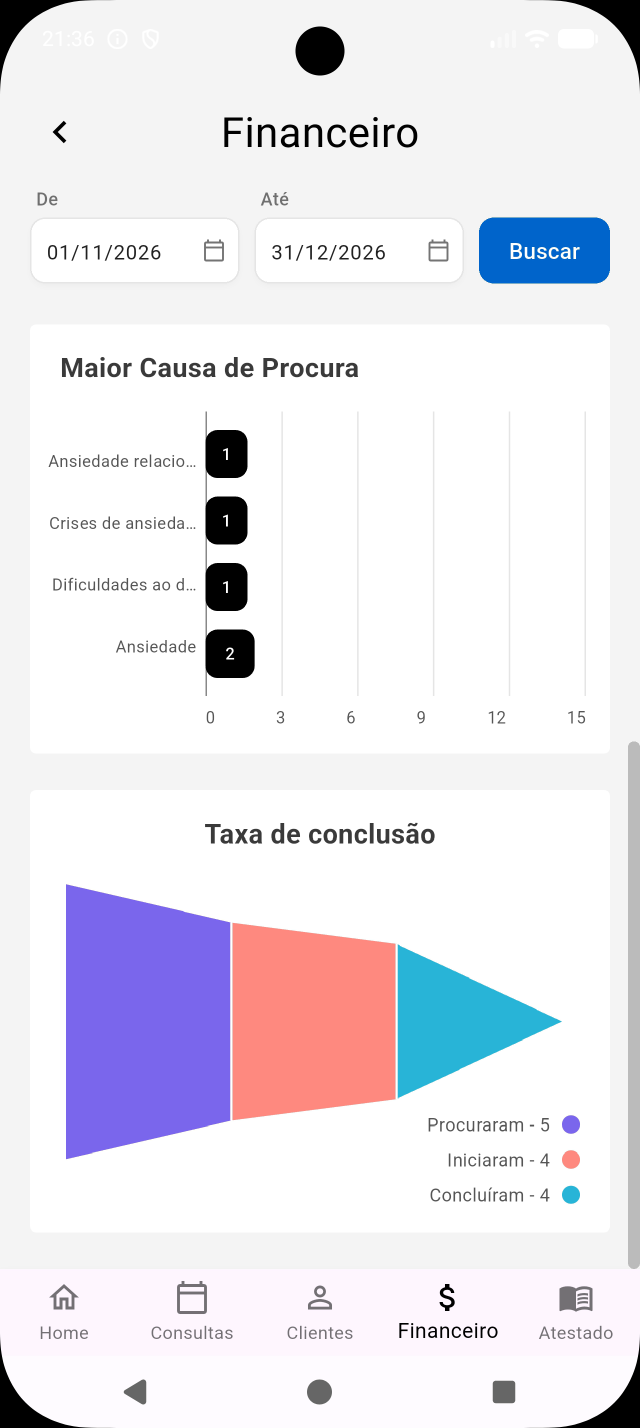 21:36
Financeiro
De
Até
01/11/2026
31/12/2026
Buscar
Maior Causa de Procura
Ansiedade relacio...
1
Crises de ansieda...
1
Dificuldades ao d...
1
Ansiedade
2
0 3 6 9 12 15
Taxa de conclusão
Procuraram - 5
Iniciaram - 4
Concluíram - 4
Home
Consultas
Clientes
Financeiro
Atestado